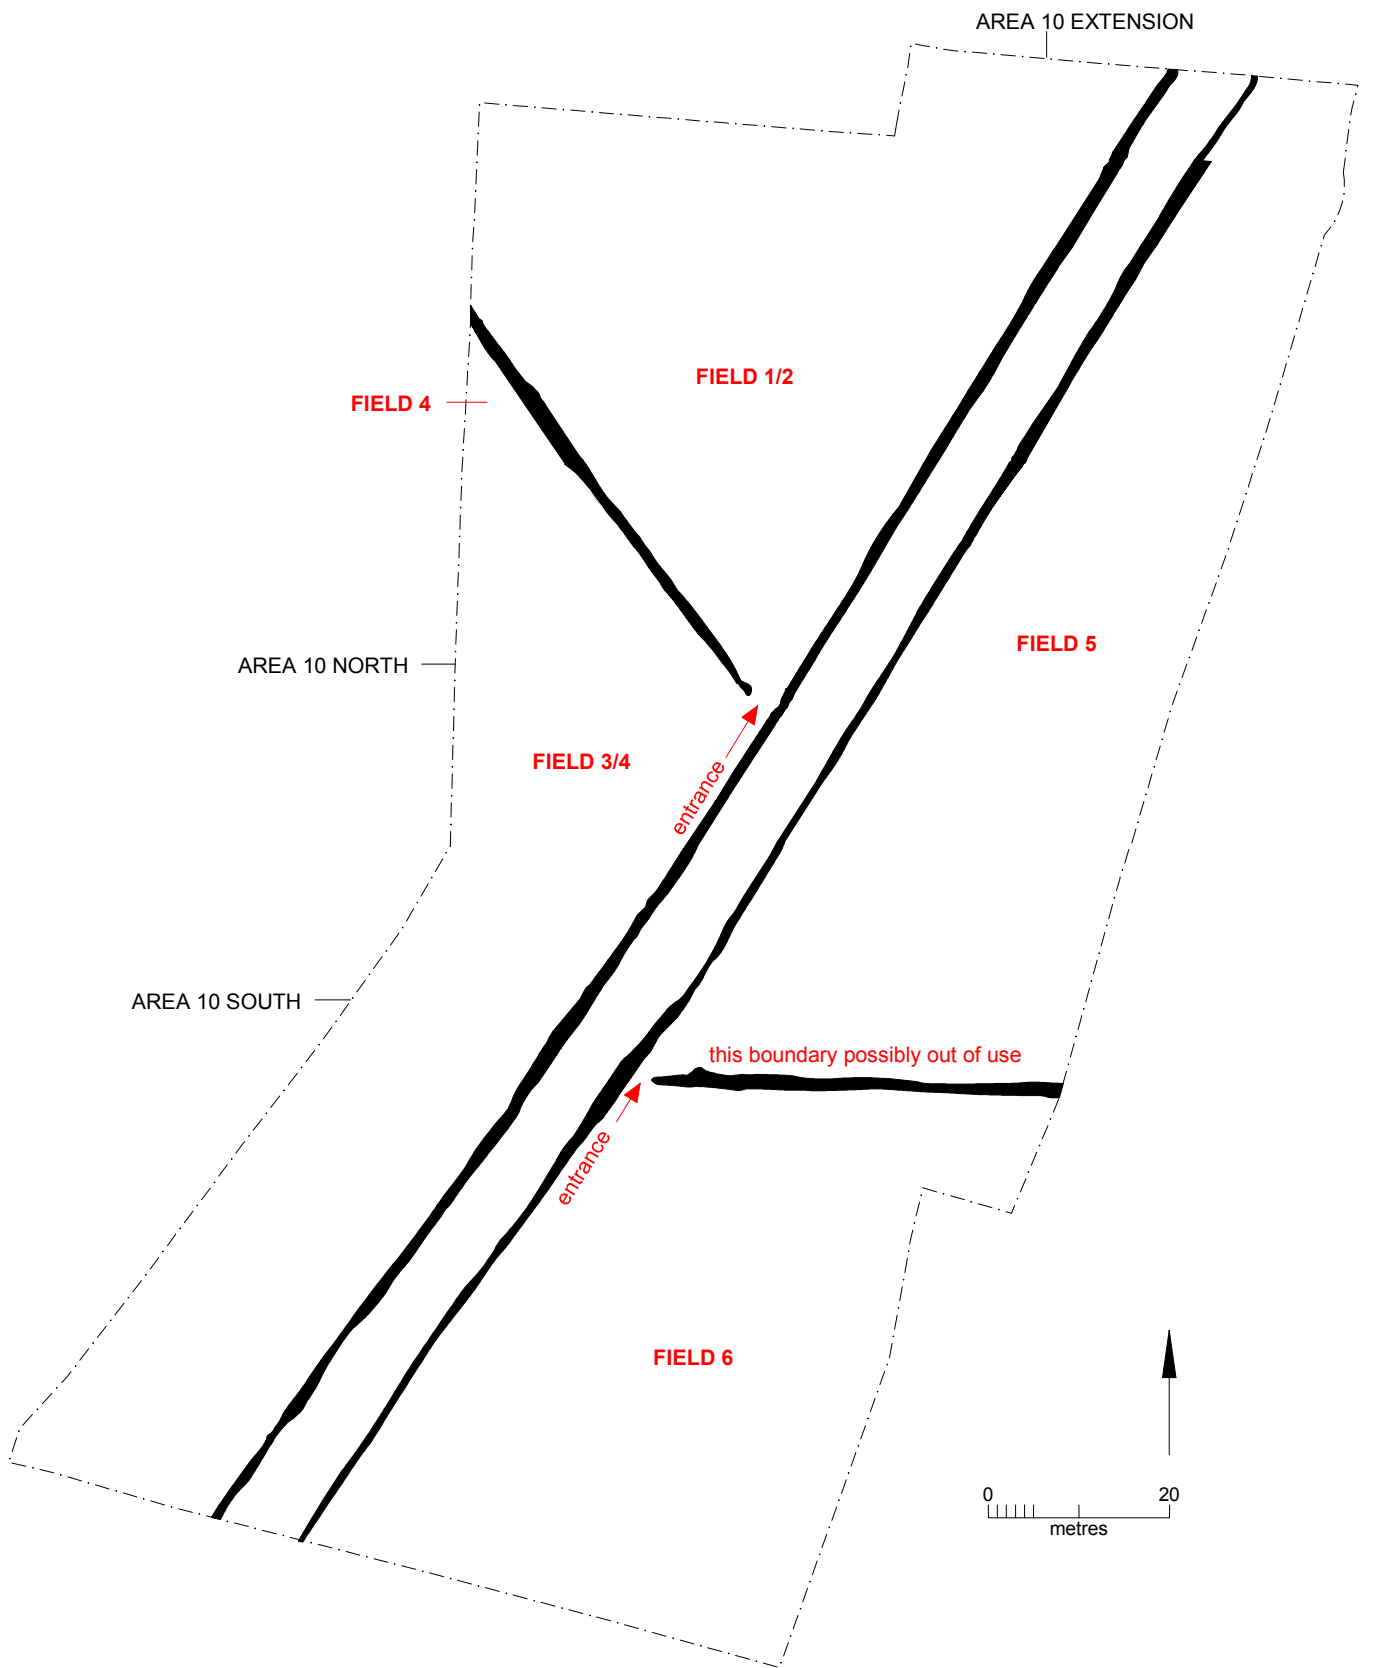 AREA 10 EXTENSION
FIELD 1/2
FIELD 4
FIELD 5
AREA 10 NORTH
FIELD 3/4
entrance
AREA 10 SOUTH
this boundary possibly out of use
entrance
FIELD 6
0 20
metres